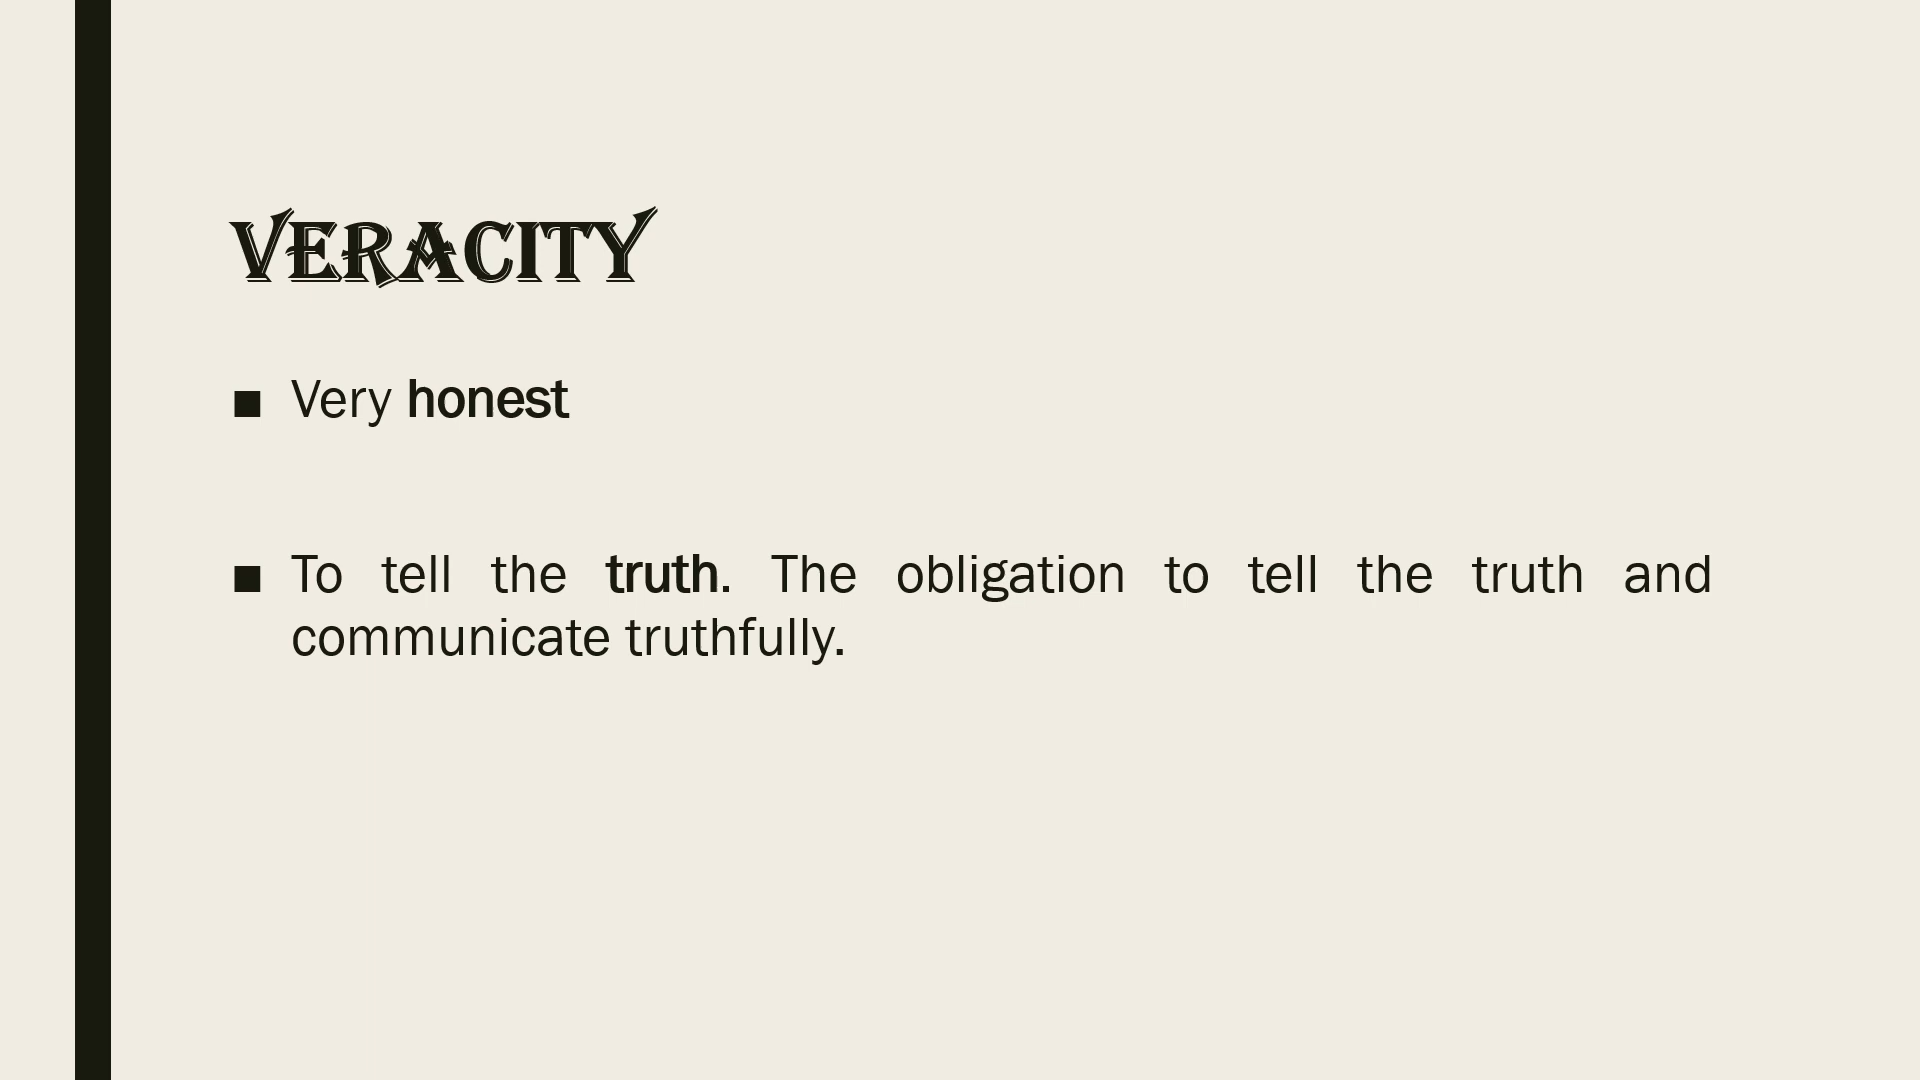 VERACITY
■ Very honest
■ To tell the truth. The obligation to tell the truth and
communicate truthfully.